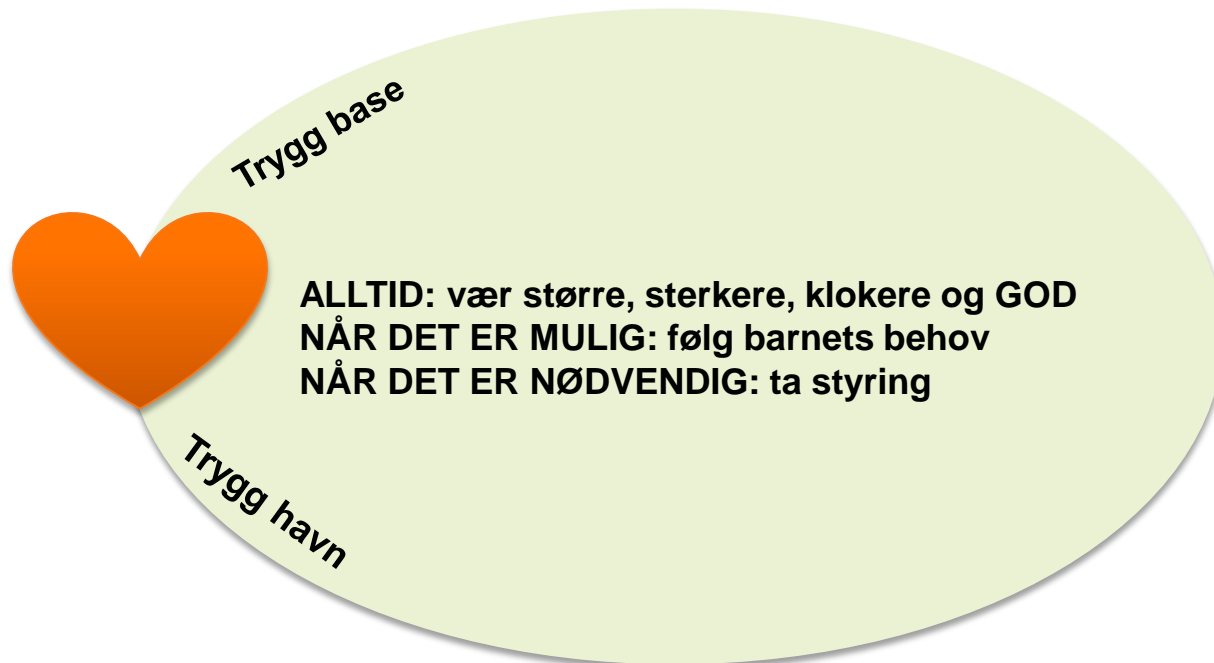 Trygg base
ALLTID: vær større, sterkere, klokere og GOD
NÅR DET ER MULIG: følg barnets behov
NÅR DET ER NØDVENDIG: ta styring
Trygg havn